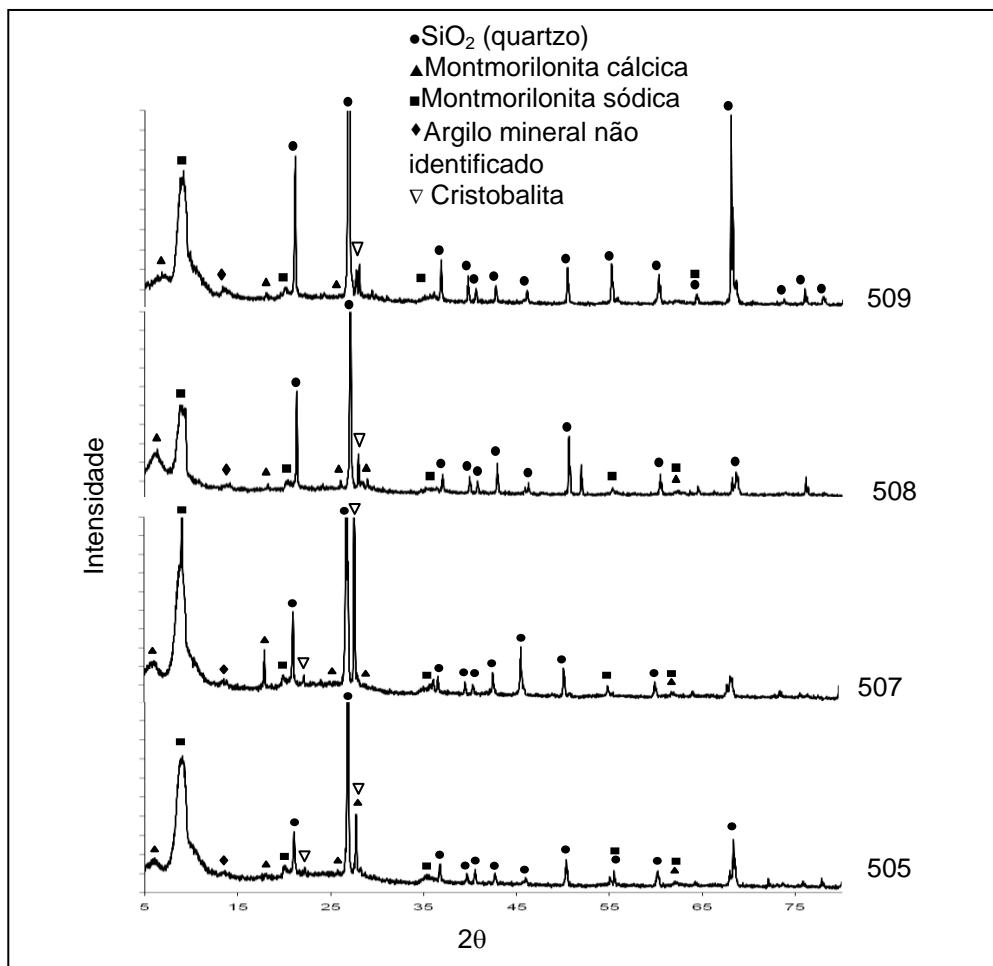 ●SiO₂ (quartzo)
▲Montmorilonita cálcica
■Montmorilonita sódica
♦Argilo mineral não
identificado
▽ Cristobalita
509
508
507
505
Intensidade
5 15 25 35 45 55 65 75
2θ